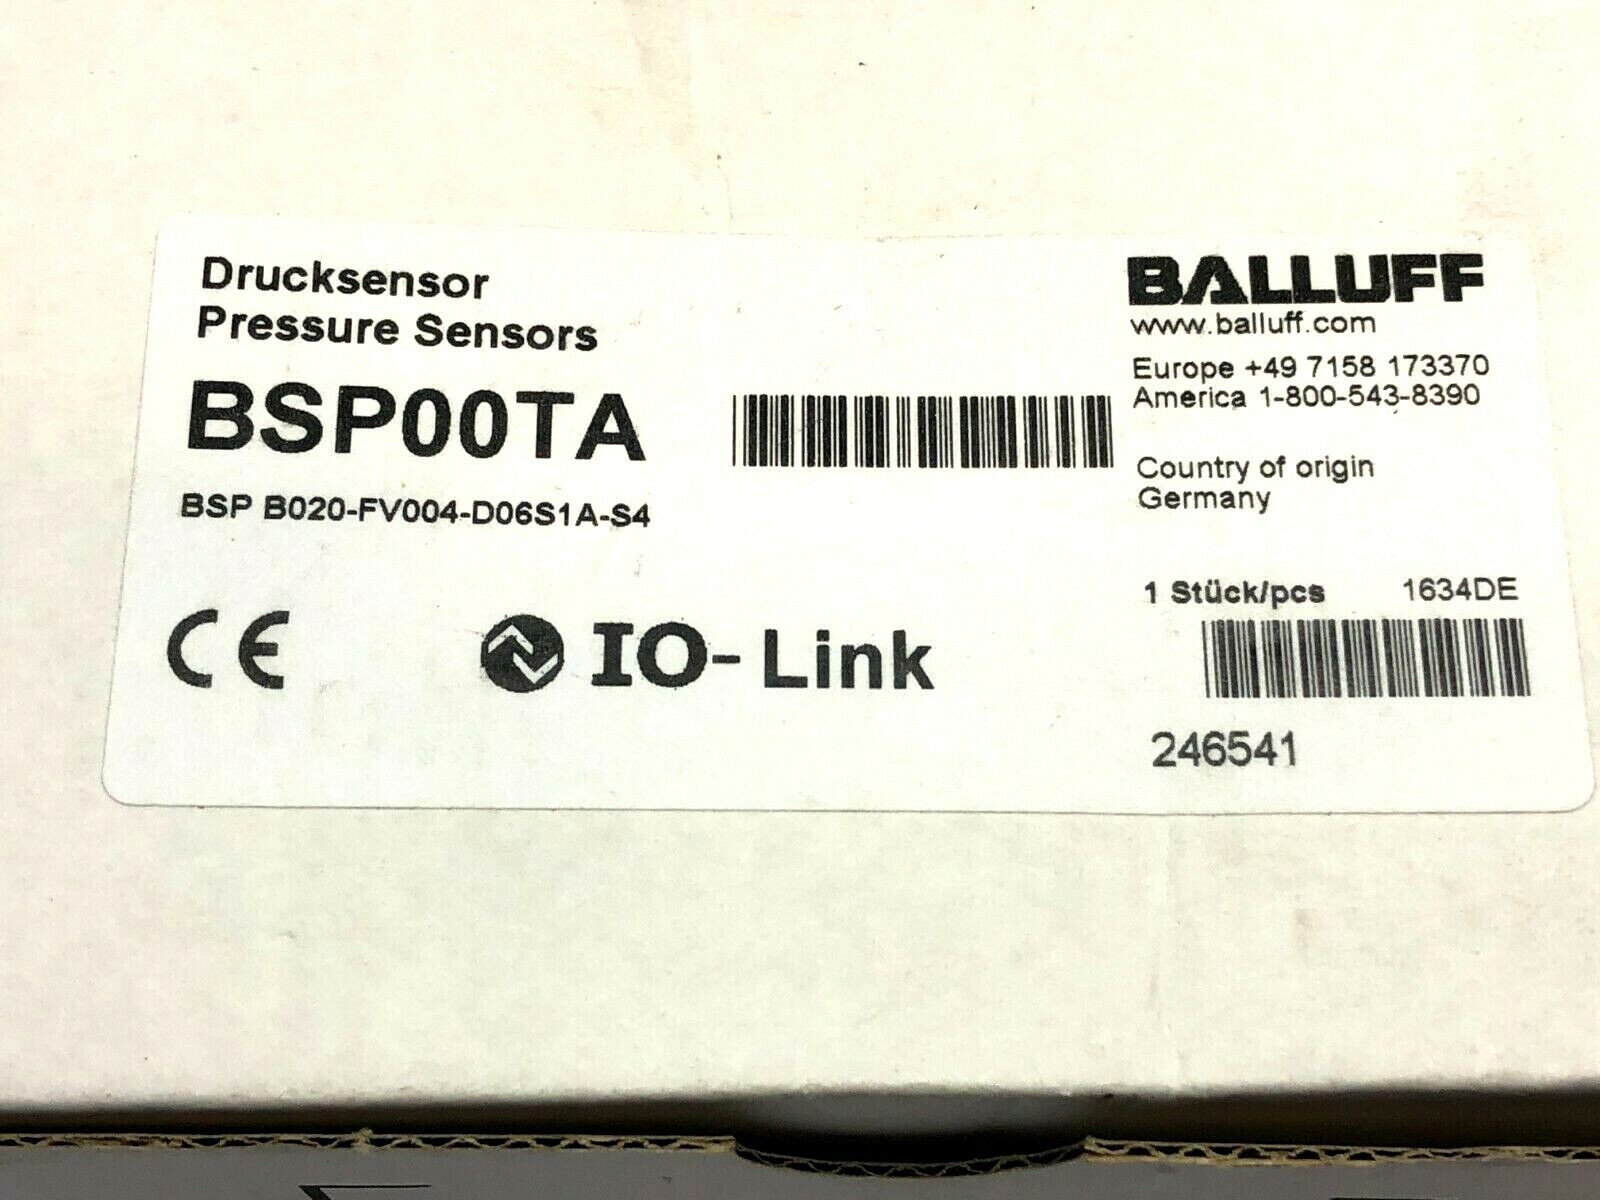 Drucksensor
Pressure Sensors
BSP00TA
BSP B020-FV004-D06S1A-S4
CE
IO-Link
BALLUFF
www.balluff.com
Europe +49 7158 173370
America 1-800-543-8390
Country of origin
Germany
1 Stück/pcs 1634DE
246541